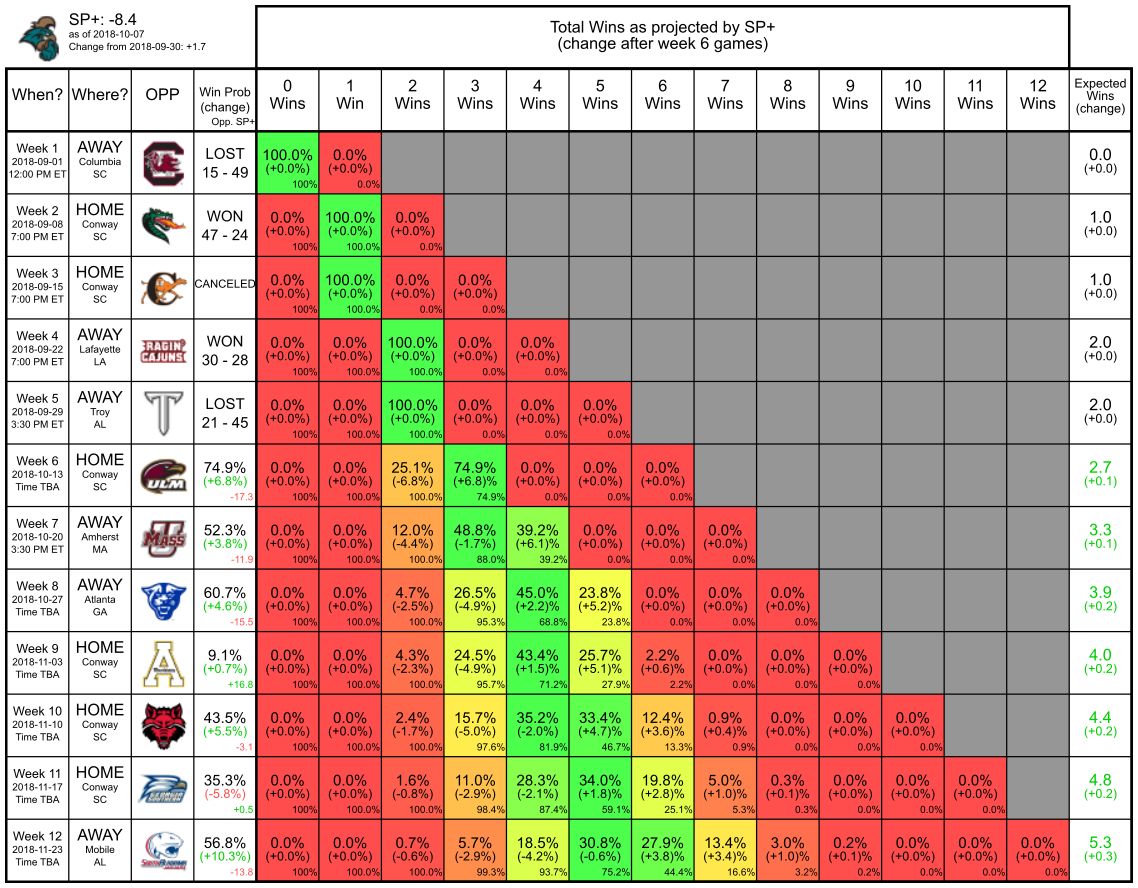 SP+: -8.4
as of 2018-10-07
Change from 2018-09-30: +1.7
Total Wins as projected by SP+
(change after week 6 games)
When? Where? OPP Win Prob (change) Opp. SP+ 0 Wins 1 Win 2 Wins 3 Wins 4 Wins 5 Wins 6 Wins 7 Wins 8 Wins 9 Wins 10 Wins 11 Wins 12 Wins Expected Wins (change)
Week 1 AWAY LOST 100.0% 0.0% 0.0
2018-09-01 Columbia C 15 - 49 (+0.0%) (+0.0%) (+0.0)
12:00 PM ET SC 100% 0.0%
Week 2 HOME WON 0.0% 100.0% 0.0% 1.0
2018-09-08 Conway 47 - 24 (+0.0%) (+0.0%) (+0.0%) (+0.0)
7:00 PM ET SC 100% 100.0% 0.0%
Week 3 HOME CANCELED 0.0% 100.0% 0.0% 0.0% 1.0
2018-09-15 Conway C (+0.0%) (+0.0%) (+0.0%) (+0.0%) (+0.0)
7:00 PM ET SC 100% 100.0% 0.0% 0.0%
Week 4 AWAY RAGIN' WON 0.0% 0.0% 100.0% 0.0% 0.0% 2.0
2018-09-22 Lafayette CAJUNS 30 - 28 (+0.0%) (+0.0%) (+0.0%) (+0.0%) (+0.0%) (+0.0)
7:00 PM ET LA 100% 100.0% 100.0% 0.0% 0.0%
Week 5 AWAY T LOST 0.0% 0.0% 100.0% 0.0% 0.0% 0.0% 2.0
2018-09-29 Troy 21 - 45 (+0.0%) (+0.0%) (+0.0%) (+0.0%) (+0.0%) (+0.0%) (+0.0)
3:30 PM ET AL 100% 100.0% 100.0% 0.0% 0.0% 0.0%
Week 6 HOME 74.9% 0.0% 0.0% 25.1% 74.9% 0.0% 0.0% 0.0% 2.7
2018-10-13 Conway ULM (+6.8%) (+0.0%) (+0.0%) (-6.8%) (+6.8)% (+0.0%) (+0.0%) (+0.0%) (+0.1)
Time TBA SC -17.3 100% 100.0% 100.0% 74.9% 0.0% 0.0% 0.0%
Week 7 AWAY U 52.3% 0.0% 0.0% 12.0% 48.8% 39.2% 0.0% 0.0% 0.0% 3.3
2018-10-20 Amherst MASS (+3.8%) (+0.0%) (+0.0%) (-4.4%) (-1.7%) (+6.1)% (+0.0%) (+0.0%) (+0.0%) (+0.1)
3:30 PM ET MA -11.9 100% 100.0% 100.0% 88.0% 39.2% 0.0% 0.0% 0.0%
Week 8 AWAY 60.7% 0.0% 0.0% 4.7% 26.5% 45.0% 23.8% 0.0% 0.0% 0.0% 3.9
2018-10-27 Atlanta (+4.6%) (+0.0%) (+0.0%) (-2.5%) (-4.9%) (+2.2)% (+5.2)% (+0.0%) (+0.0%) (+0.0%) (+0.2)
Time TBA GA -15.5 100% 100.0% 100.0% 95.3% 68.8% 23.8% 0.0% 0.0% 0.0%
Week 9 HOME A 9.1% 0.0% 0.0% 4.3% 24.5% 43.4% 25.7% 2.2% 0.0% 0.0% 0.0% 4.0
2018-11-03 Conway (+0.7%) (+0.0%) (+0.0%) (-2.3%) (-4.9%) (+1.5)% (+5.1)% (+0.6)% (+0.0%) (+0.0%) (+0.0%) (+0.2)
Time TBA SC +16.8 100% 100.0% 100.0% 95.7% 71.2% 27.9% 2.2% 0.0% 0.0% 0.0%
Week 10 HOME 43.5% 0.0% 0.0% 2.4% 15.7% 35.2% 33.4% 12.4% 0.9% 0.0% 0.0% 0.0% 4.4
2018-11-10 Conway (+5.5%) (+0.0%) (+0.0%) (-1.7%) (-5.0%) (-2.0%) (+4.7)% (+3.6)% (+0.4)% (+0.0%) (+0.0%) (+0.0%) (+0.2)
Time TBA SC -3.1 100% 100.0% 100.0% 97.6% 81.9% 46.7% 13.3% 0.9% 0.0% 0.0% 0.0%
Week 11 HOME 35.3% 0.0% 0.0% 1.6% 11.0% 28.3% 34.0% 19.8% 5.0% 0.3% 0.0% 0.0% 0.0% 4.8
2018-11-17 Conway (-5.8%) (+0.0%) (+0.0%) (-0.8%) (-2.9%) (-2.1%) (+1.8)% (+2.8)% (+1.0)% (+0.1)% (+0.0%) (+0.0%) (+0.0%) (+0.2)
Time TBA SC +0.5 100% 100.0% 100.0% 98.4% 87.4% 59.1% 25.1% 5.3% 0.3% 0.0% 0.0% 0.0%
Week 12 AWAY 56.8% 0.0% 0.0% 0.7% 5.7% 18.5% 30.8% 27.9% 13.4% 3.0% 0.2% 0.0% 0.0% 0.0% 5.3
2018-11-23 Mobile (+10.3%) (+0.0%) (+0.0%) (-0.6%) (-2.9%) (-4.2%) (-0.6%) (+3.8)% (+3.4)% (+1.0)% (+0.1)% (+0.0%) (+0.0%) (+0.0%) (+0.3)
Time TBA AL -13.8 100% 100.0% 100.0% 99.3% 93.7% 75.2% 44.4% 16.6% 3.2% 0.2% 0.0% 0.0% 0.0%